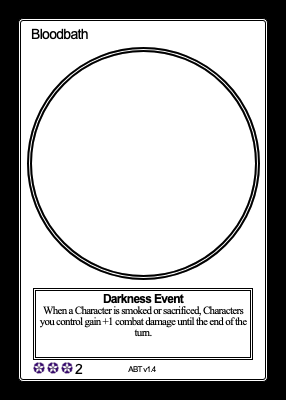 Bloodbath
Darkness Event
When a Character is smoked or sacrificed, Characters
you control gain +1 combat damage until the end of the
turn.
2
ABT v1.4